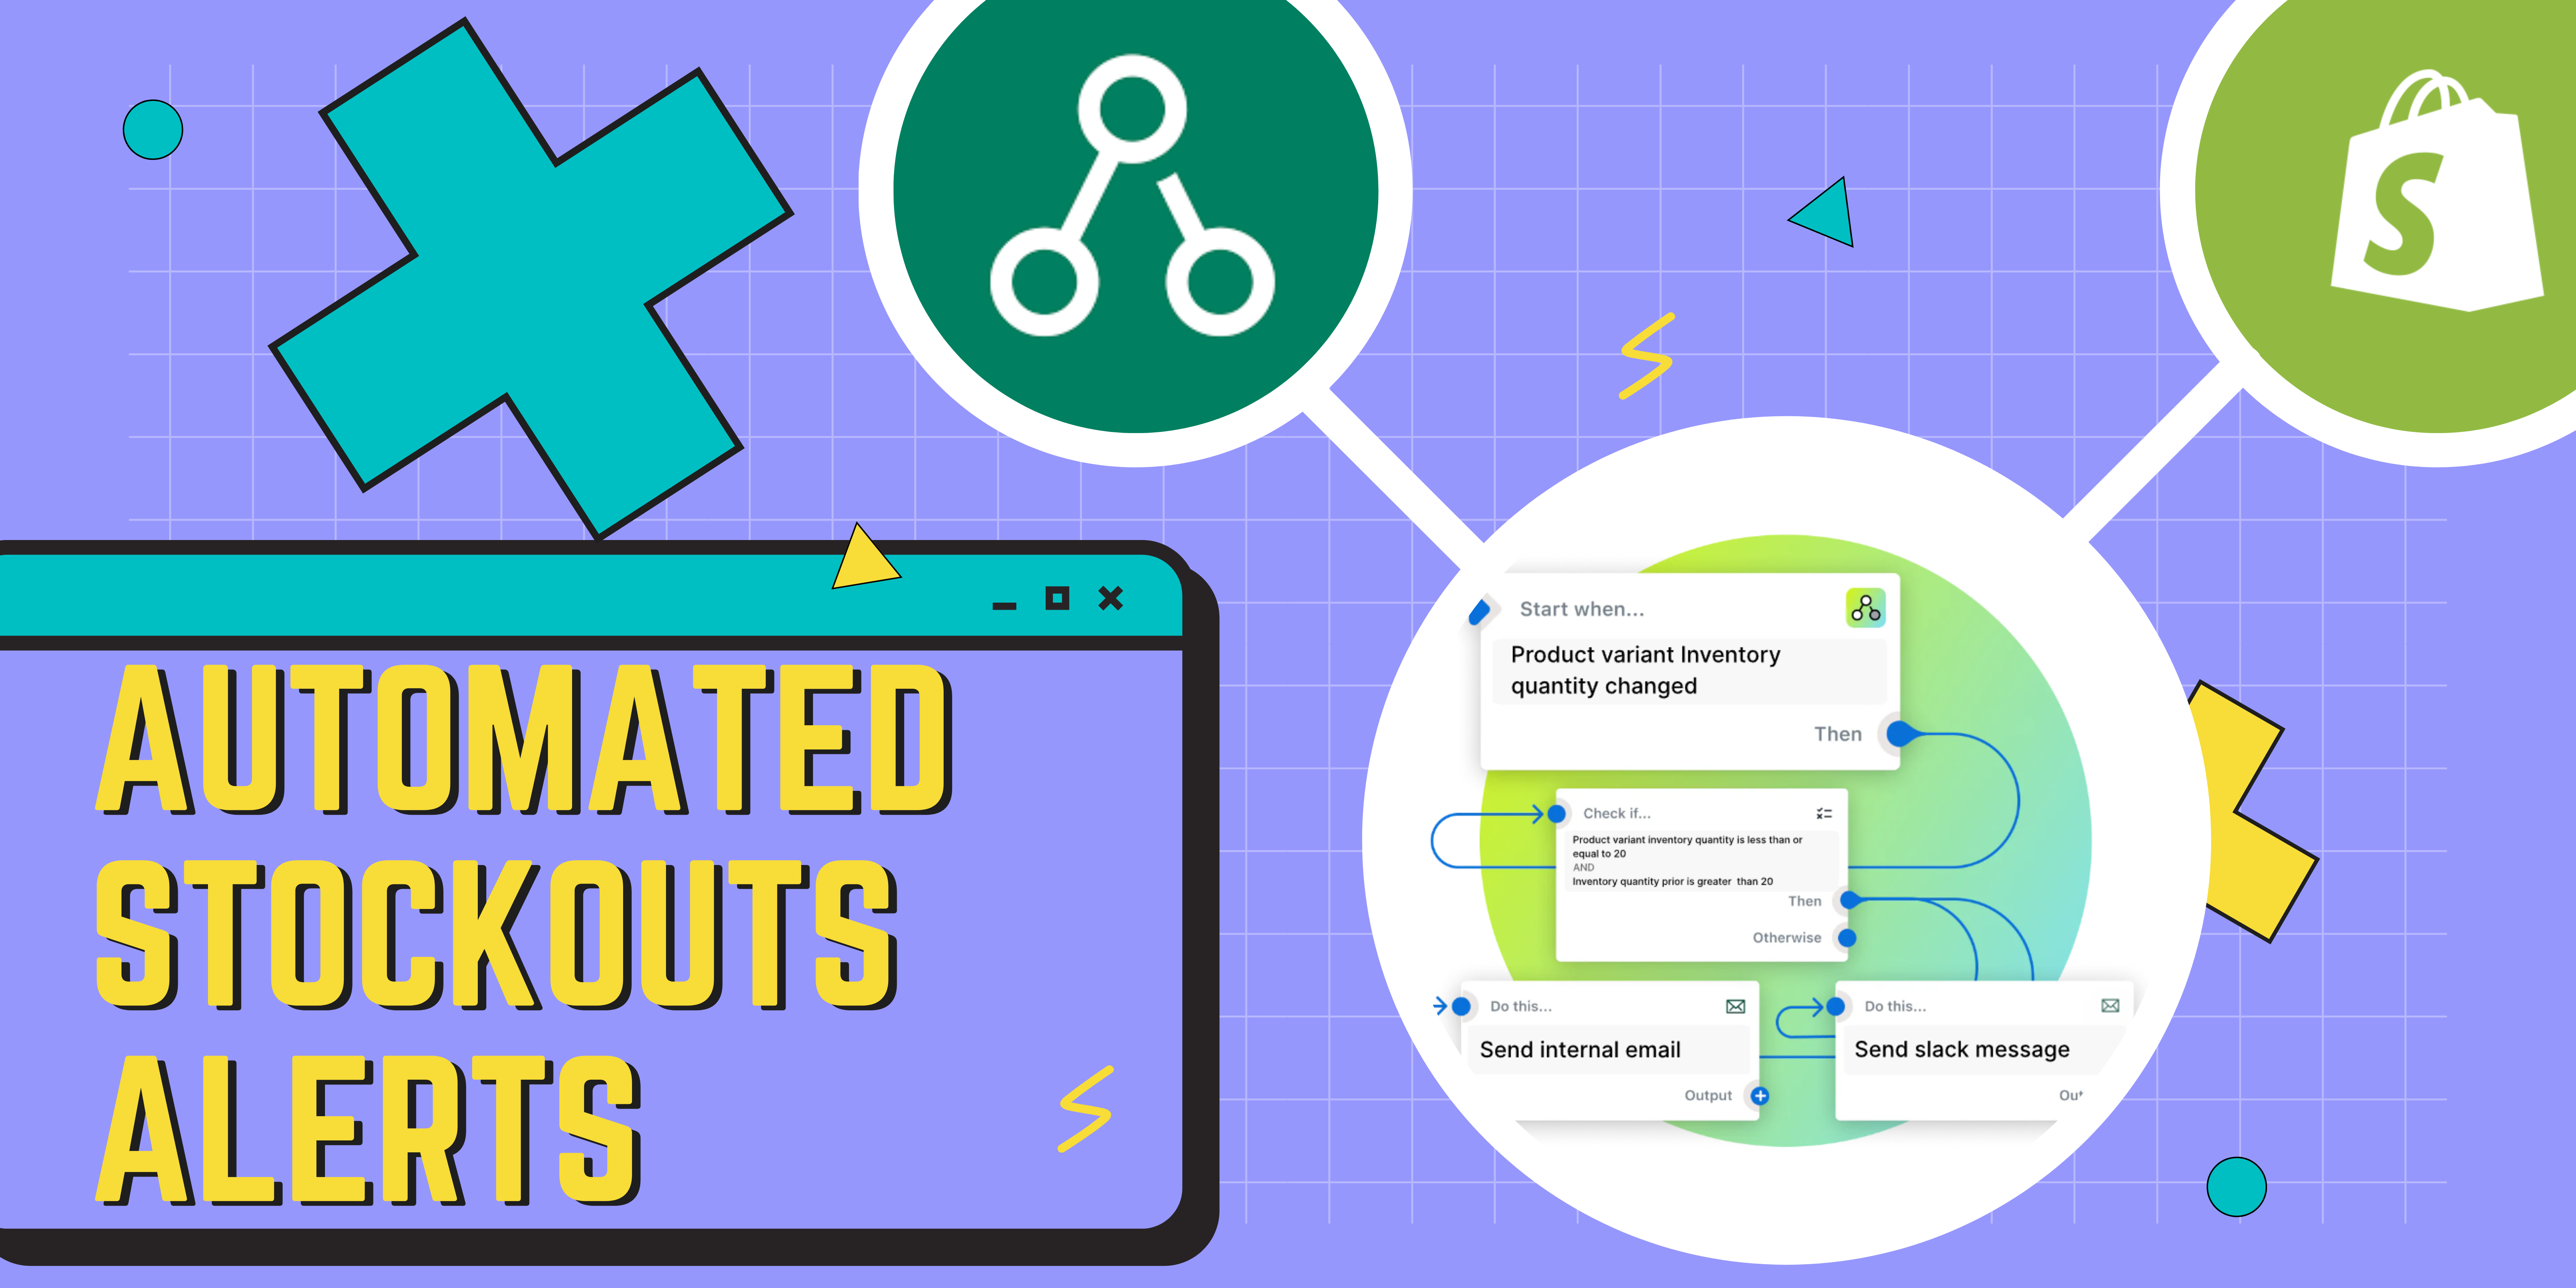 AUTOMATED
STOCKOUTS
ALERTS
S
Start when...
Product variant Inventory
quantity changed
Then
Check if...
Product variant inventory quantity is less than or
equal to 20
AND
Inventory quantity prior is greater than 20
Then
Otherwise
Do this...
Send internal email
Output
Do this...
Send slack message
Out